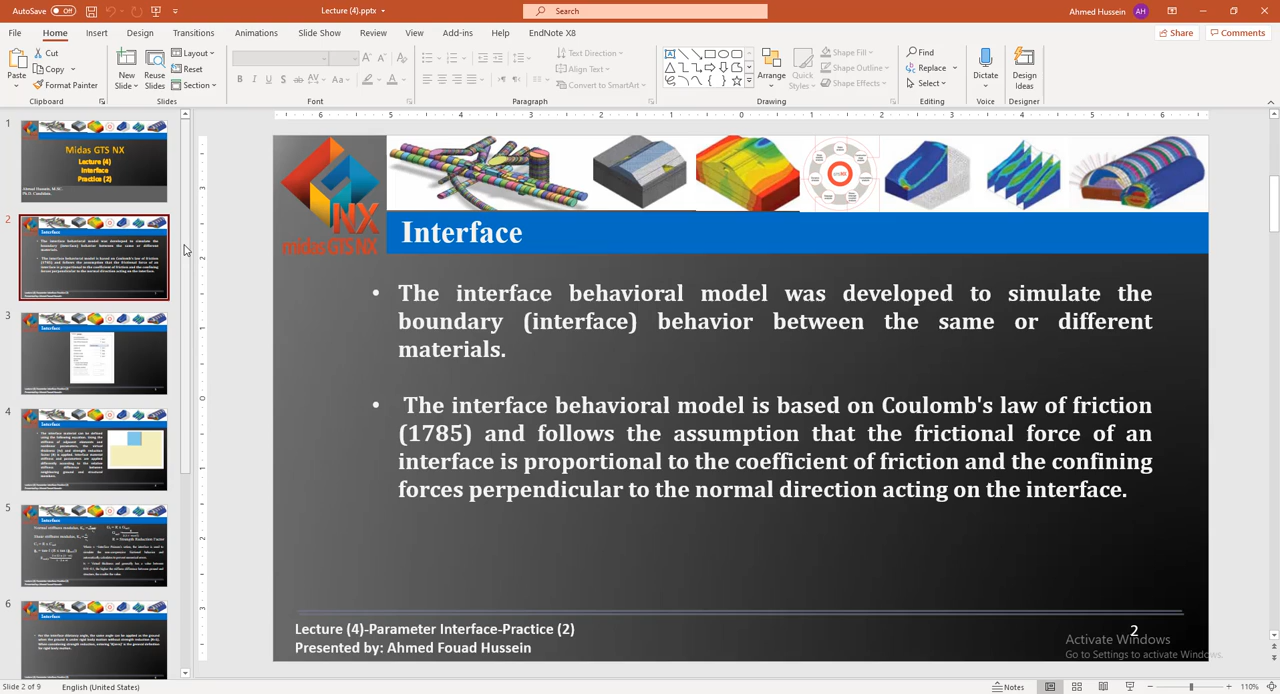 AutoSave Off
Lecture (4).pptx
Search
Ahmed Hussein AH
File Home Insert Design Transitions Animations Slide Show Review View Add-ins Help EndNote X8
Share Comments
Paste Cut Copy Format Painter
Clipboard
New Slide Reuse Slides Layout Reset Section
Slides
Font
Text Direction
Align Text
Convert to SmartArt
Paragraph
Arrange Quick Styles Shape Fill Shape Outline Shape Effects
Drawing
Find Replace Select
Editing
Dictate
Voice
Design Ideas
Designer
1
Midas GTS NX
Lecture (4)
Interface
Practice (2)
2
3
4
5
6
NX
midas GTS NX
Interface
• The interface behavioral model was developed to simulate the
boundary (interface) behavior between the same or different
materials.
• The interface behavioral model is based on Coulomb's law of friction
(1785) and follows the assumption that the frictional force of an
interface is proportional to the coefficient of friction and the confining
forces perpendicular to the normal direction acting on the interface.
Lecture (4)-Parameter Interface-Practice (2)
Presented by: Ahmed Fouad Hussein
2
Activate Windows
Go to Settings to activate Windows.
Slide 2 of 9 English (United States) Notes 110%